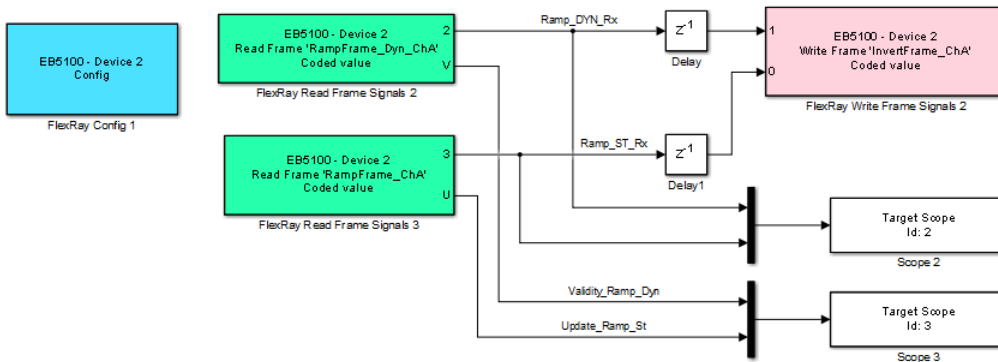 EB5100 - Device 2
Config
FlexRay Config 1
EB5100 - Device 2
Read Frame 'RampFrame_Dyn_ChA'
Coded value
2
V
FlexRay Read Frame Signals 2
Ramp_DYN_Rx
z-1
Delay
1
0
EB5100 - Device 2
Write Frame 'InvertFrame_ChA'
Coded value
FlexRay Write Frame Signals 2
EB5100 - Device 2
Read Frame 'RampFrame_ChA'
Coded value
3
U
FlexRay Read Frame Signals 3
Ramp_ST_Rx
z-1
Delay1
Target Scope
Id: 2
Scope 2
Validity_Ramp_Dyn
Update_Ramp_St
Target Scope
Id: 3
Scope 3